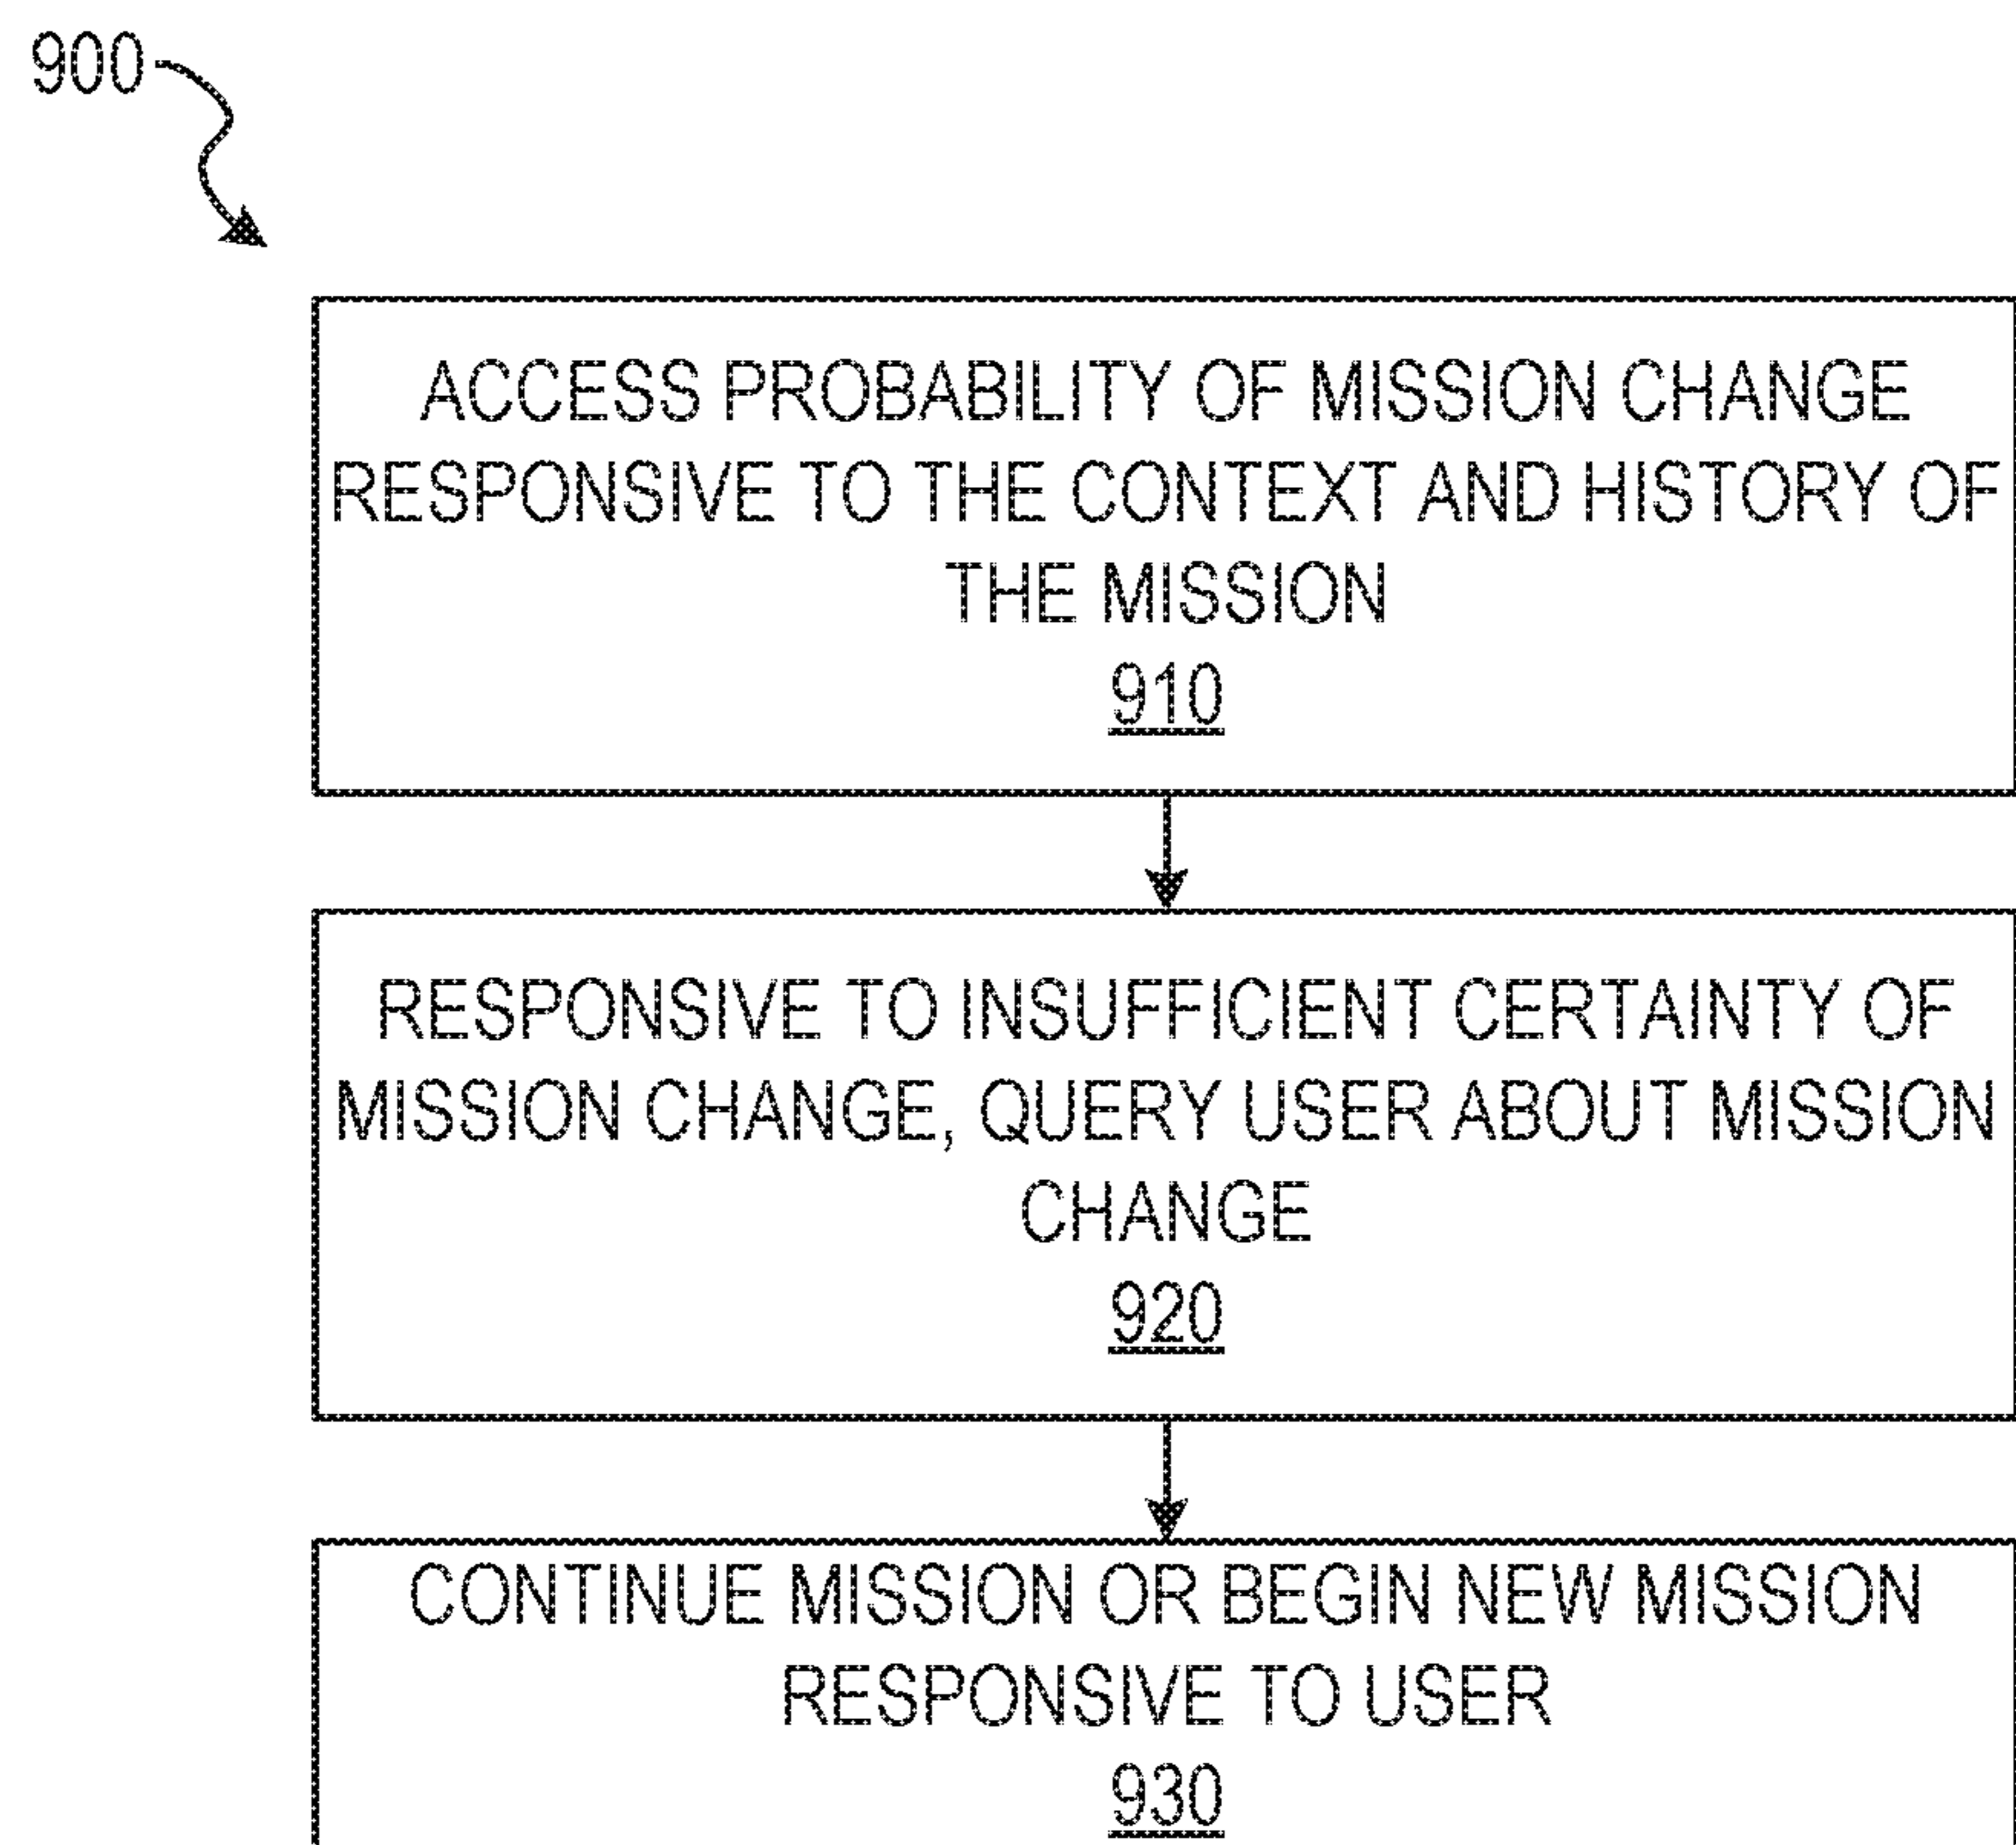 900
ACCESS PROBABILITY OF MISSION CHANGE
RESPONSIVE TO THE CONTEXT AND HISTORY OF
THE MISSION
910
RESPONSIVE TO INSUFFICIENT CERTAINTY OF
MISSION CHANGE, QUERY USER ABOUT MISSION
CHANGE
920
CONTINUE MISSION OR BEGIN NEW MISSION
RESPONSIVE TO USER
930